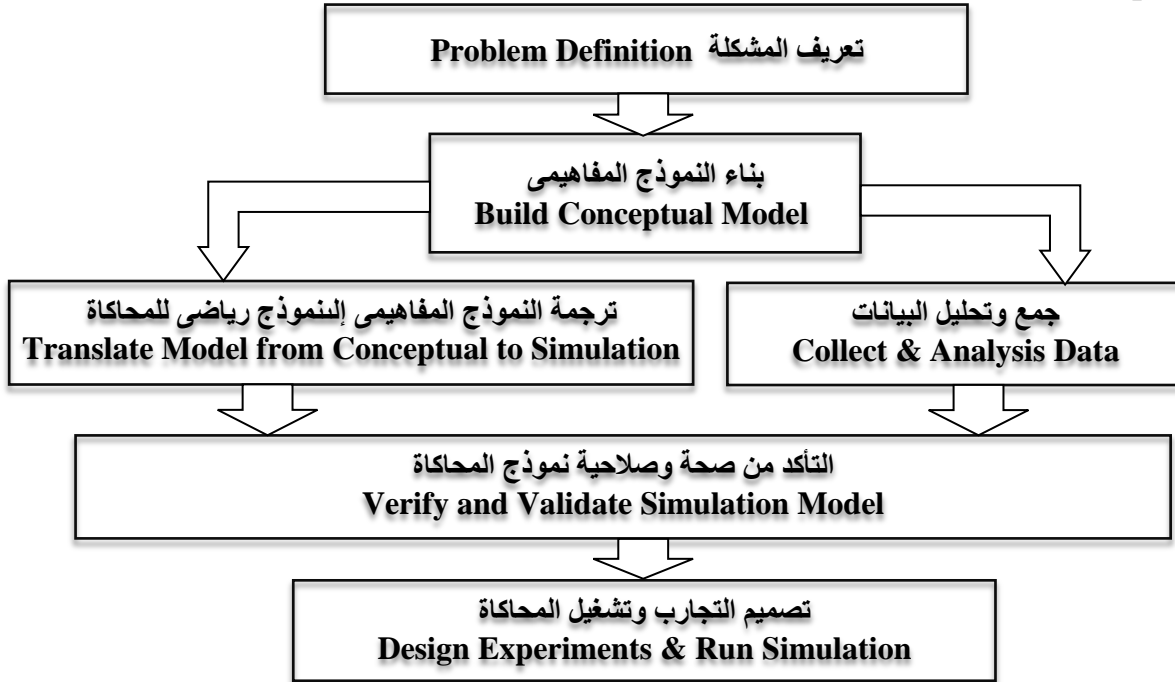 تعريف المشكلة Problem Definition
بناء النموذج المفاهيمى
Build Conceptual Model
ترجمة النموذج المفاهيمى إلىنموذج رياضى للمحاكاة
Translate Model from Conceptual to Simulation
جمع وتحليل البيانات
Collect & Analysis Data
التأكد من صحة وصلاحية نموذج المحاكاة
Verify and Validate Simulation Model
تصميم التجارب وتشغيل المحاكاة
Design Experiments & Run Simulation